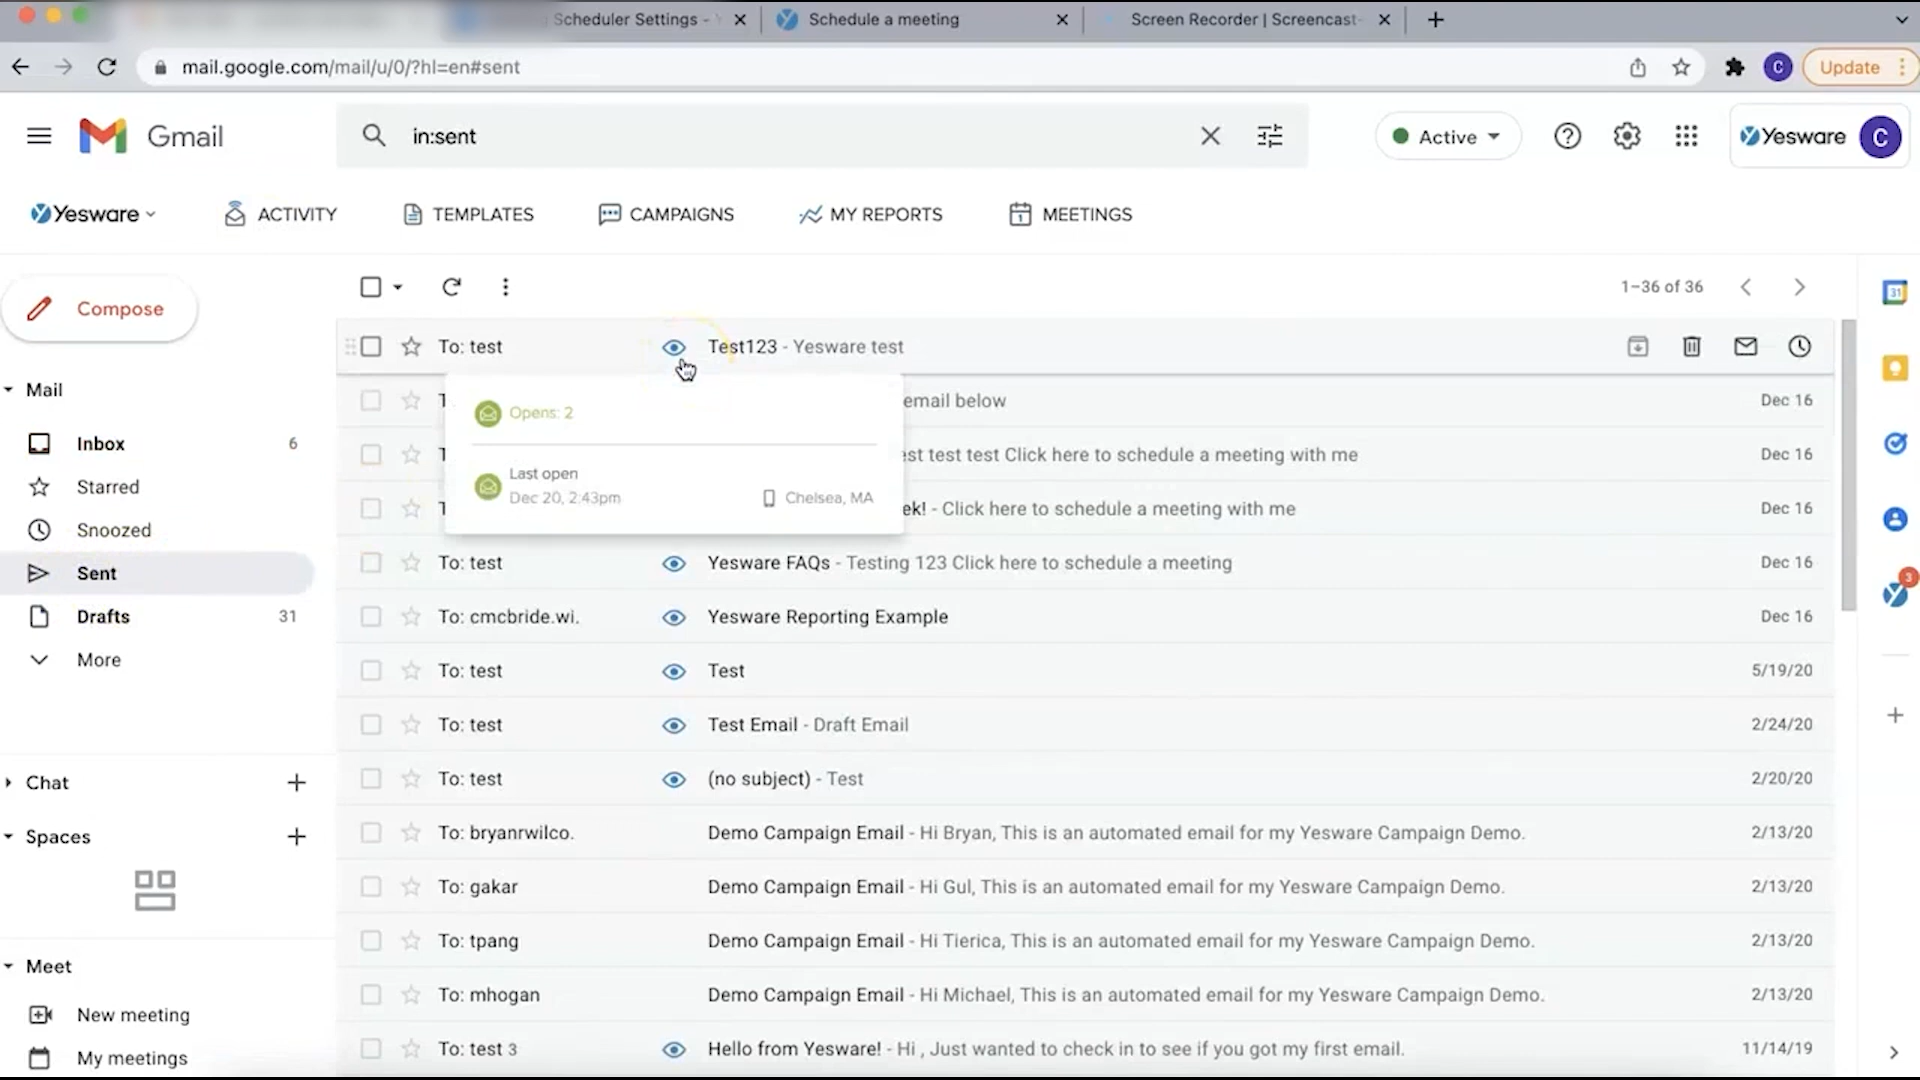 Scheduler Settings -
Schedule a meeting
Screen Recorder | Screencast-
mail.google.com/mail/u/0/?hl=en#sent
C
Update
Gmail
in:sent
Active
Yesware
C
Yesware
ACTIVITY
TEMPLATES
CAMPAIGNS
MY REPORTS
1
MEETINGS
1–36 of 36
31
Compose
Mail
Inbox 6
Starred
Snoozed
Sent
Drafts 31
More
Chat
Spaces
Meet
New meeting
My meetings
To: test Test123 - Yesware test
email below Dec 16
est test test Click here to schedule a meeting with me Dec 16
ek! - Click here to schedule a meeting with me Dec 16
Opens: 2
Last open
Dec 20, 2:43pm Chelsea, MA
To: test Yesware FAQs - Testing 123 Click here to schedule a meeting Dec 16
To: cmcbride.wi. Yesware Reporting Example Dec 16
To: test Test 5/19/20
To: test Test Email - Draft Email 2/24/20
To: test (no subject) - Test 2/20/20
To: bryanrwilco. Demo Campaign Email - Hi Bryan, This is an automated email for my Yesware Campaign Demo. 2/13/20
To: gakar Demo Campaign Email - Hi Gul, This is an automated email for my Yesware Campaign Demo. 2/13/20
To: tpang Demo Campaign Email - Hi Tierica, This is an automated email for my Yesware Campaign Demo. 2/13/20
To: mhogan Demo Campaign Email - Hi Michael, This is an automated email for my Yesware Campaign Demo. 2/13/20
To: test 3 Hello from Yesware! - Hi , Just wanted to check in to see if you got my first email. 11/14/19
3